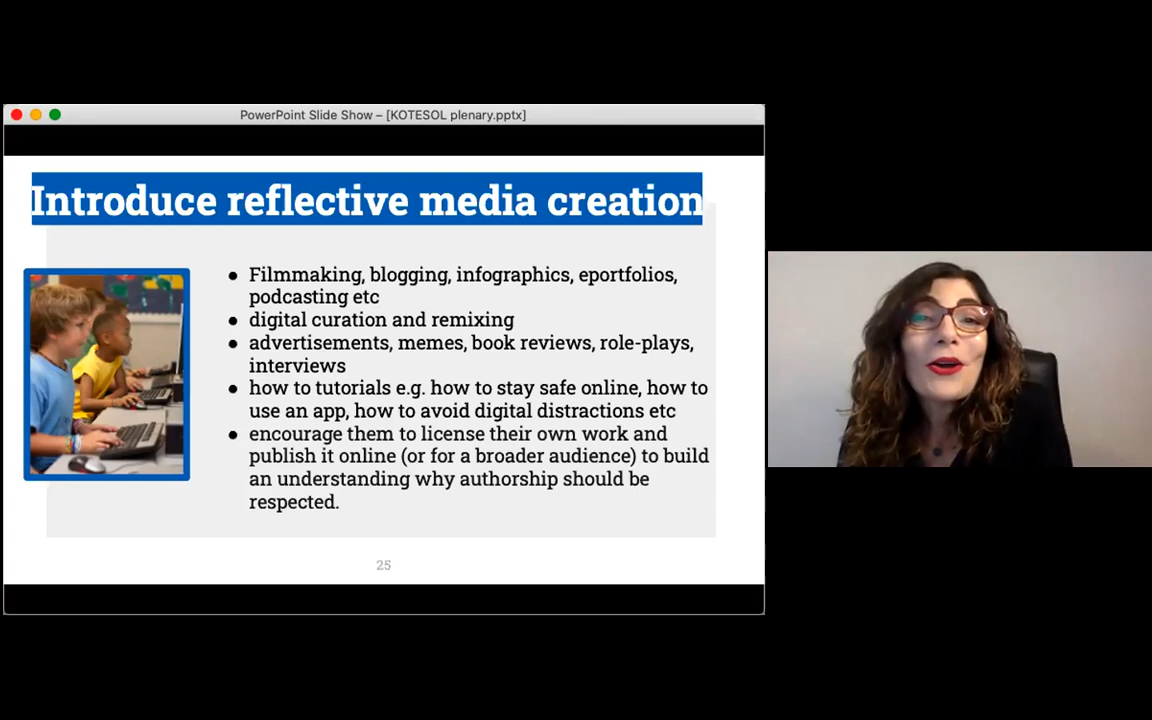 PowerPoint Slide Show – [KOTESOL plenary.pptx]
Introduce reflective media creation
● Filmmaking, blogging, infographics, eportfolios,
podcasting etc
● digital curation and remixing
● advertisements, memes, book reviews, role-plays,
interviews
● how to tutorials e.g. how to stay safe online, how to
use an app, how to avoid digital distractions etc
● encourage them to license their own work and
publish it online (or for a broader audience) to build
an understanding why authorship should be
respected.
25